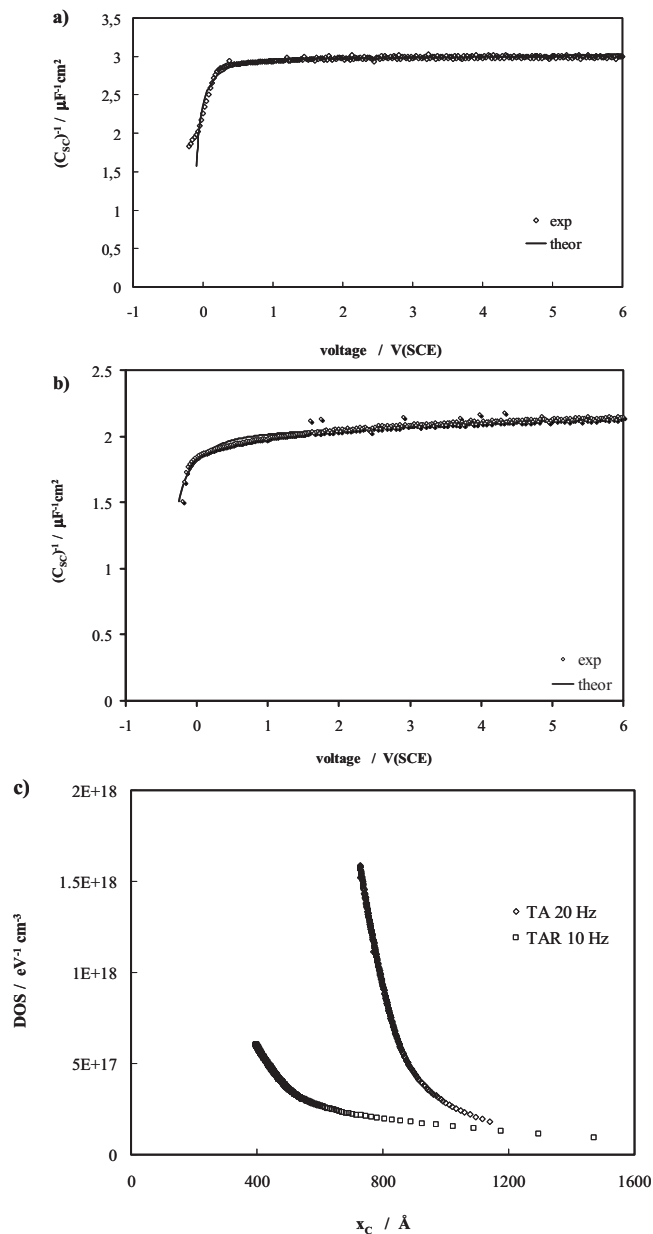 a)
3,5
3
2,5
2
1,5
1
0,5
0
(C_SC)⁻¹ / μF⁻¹cm²
exp
theor
-1 0 1 2 3 4 5 6
voltage / V(SCE)
b)
2.5
2
1.5
1
0.5
0
(C_SC)⁻¹ / μF⁻¹cm²
exp
theor
-1 0 1 2 3 4 5 6
voltage / V(SCE)
c)
2E+18
1.5E+18
1E+18
5E+17
0
DOS / eV⁻¹ cm⁻³
TA 20 Hz
TAR 10 Hz
0 400 800 1200 1600
x_C / Å